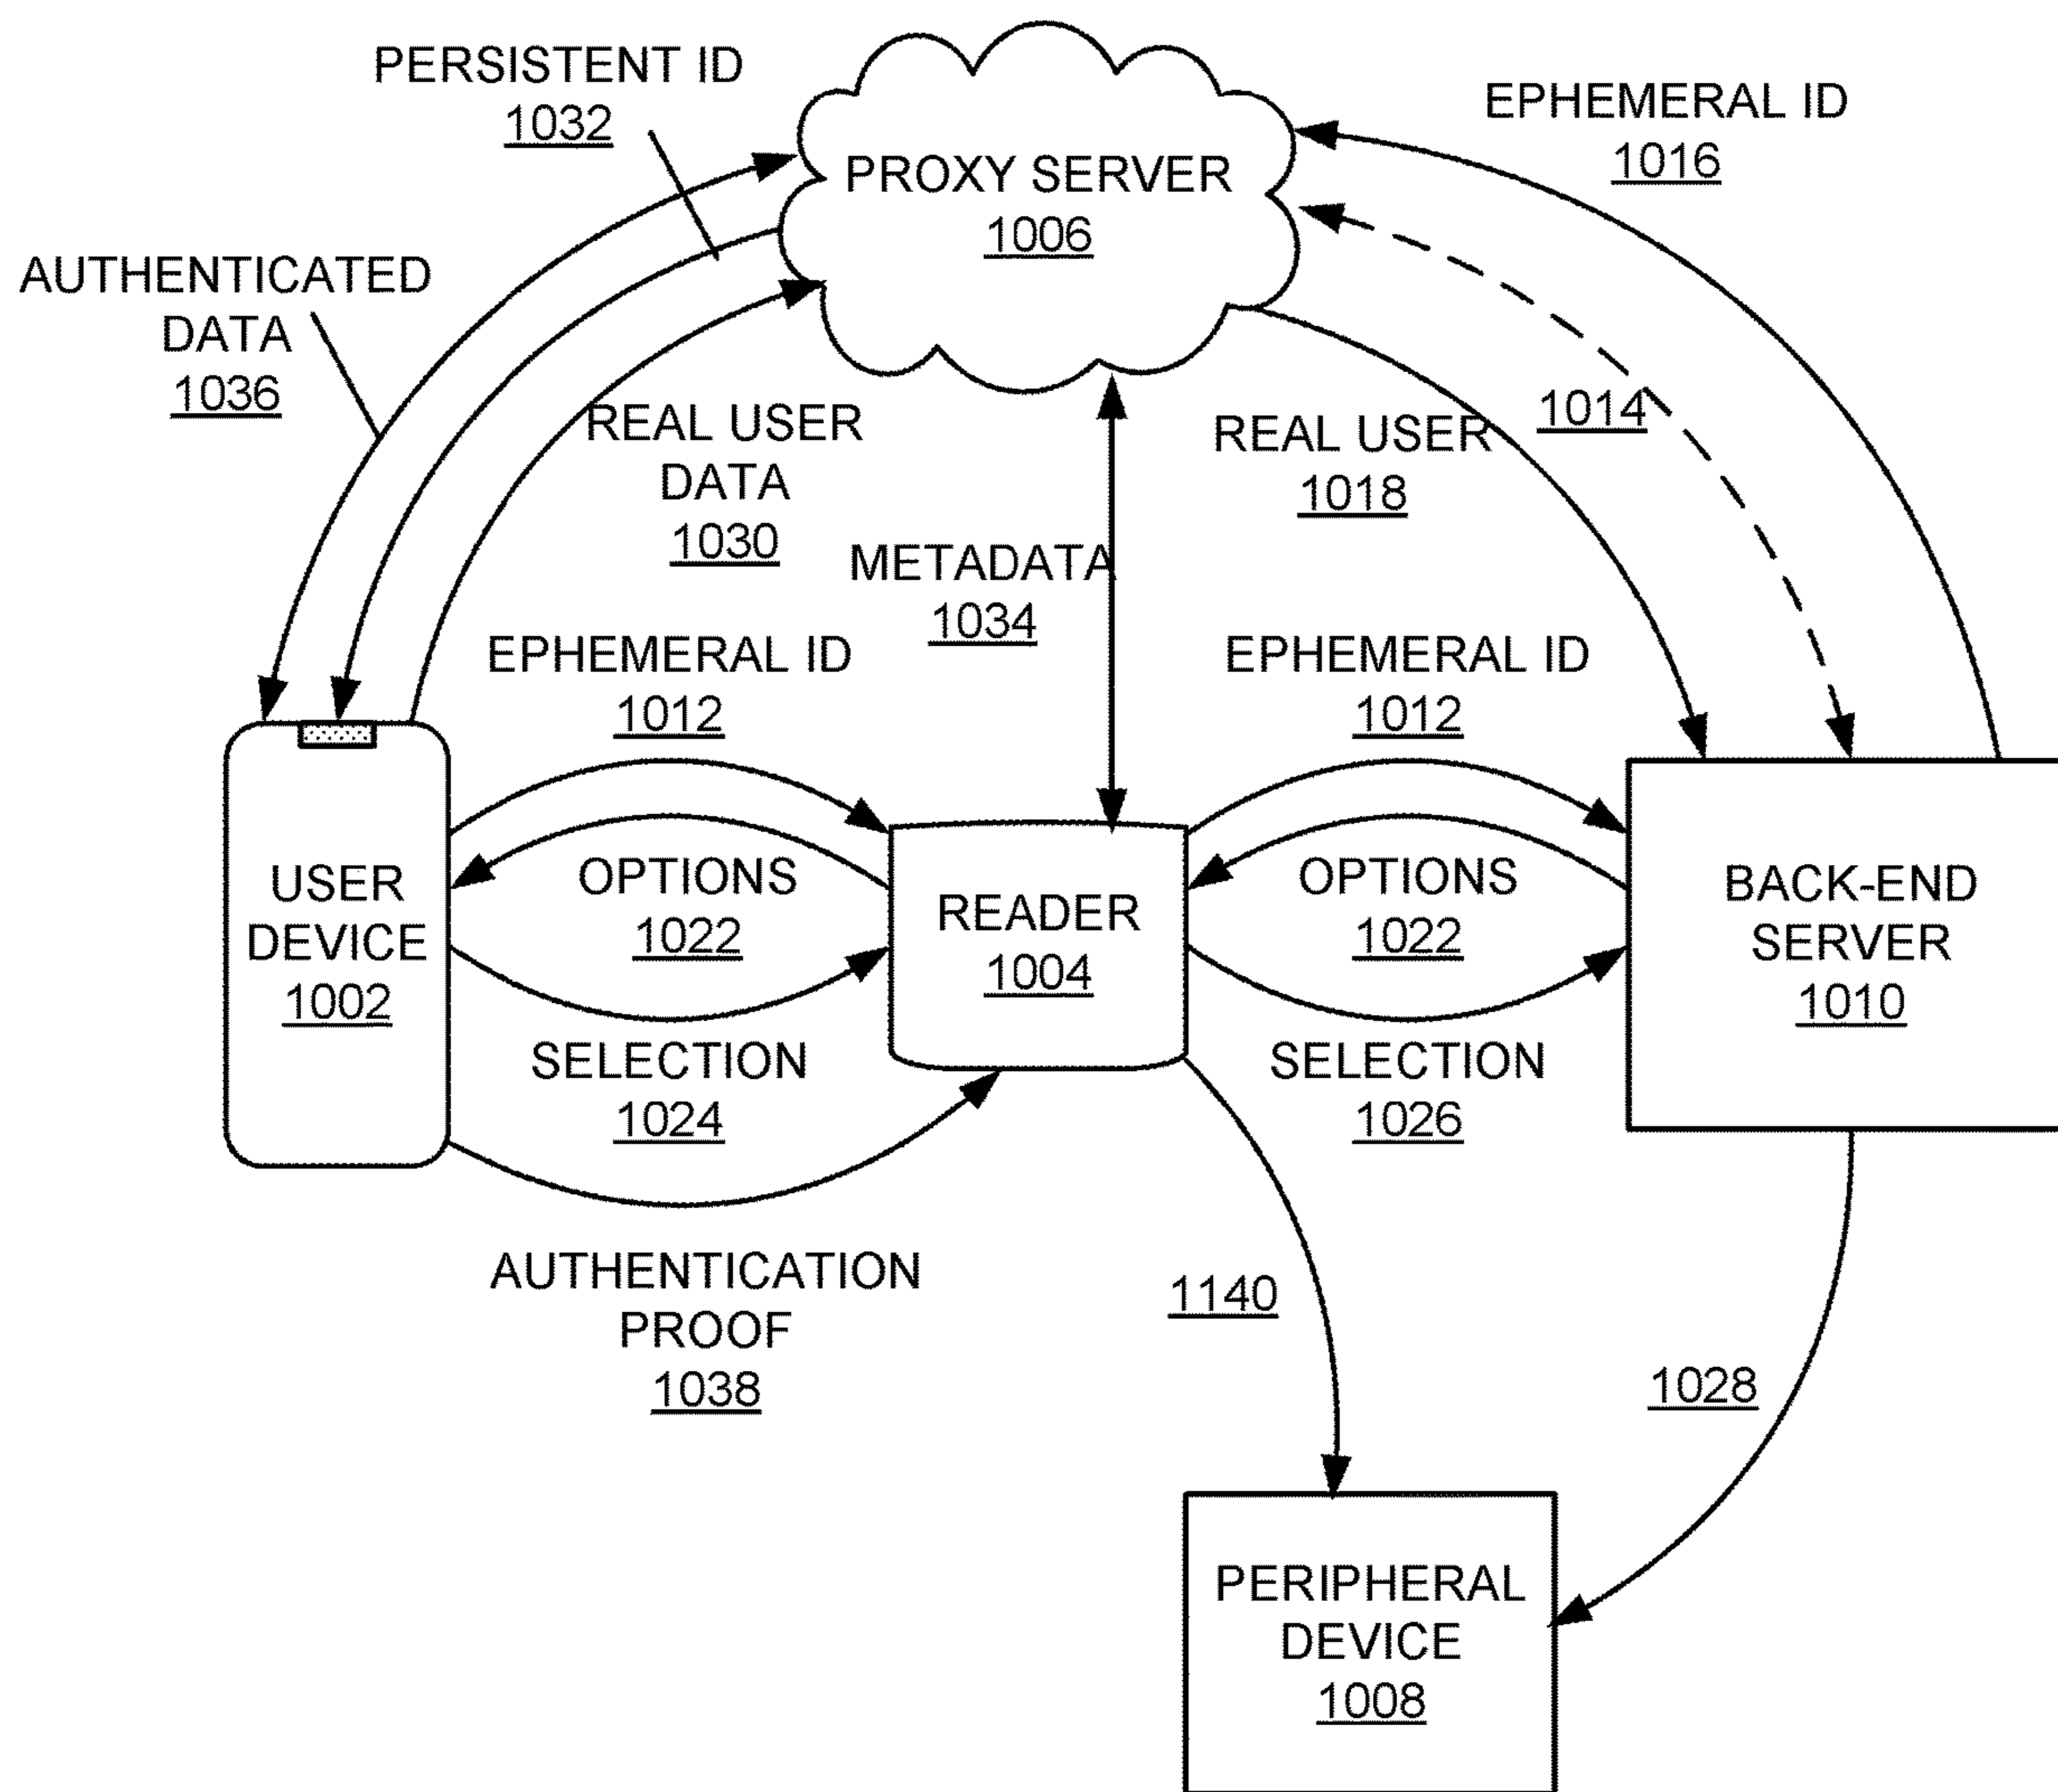 PERSISTENT ID
1032
EPHEMERAL ID
1016
PROXY SERVER
1006
AUTHENTICATED
DATA
1036
REAL USER
DATA
1030
REAL USER
1018
1014
METADATA
1034
EPHEMERAL ID
1012
EPHEMERAL ID
1012
USER
DEVICE
1002
OPTIONS
1022
READER
1004
OPTIONS
1022
BACK-END
SERVER
1010
SELECTION
1024
SELECTION
1026
AUTHENTICATION
PROOF
1038
1140
1028
PERIPHERAL
DEVICE
1008